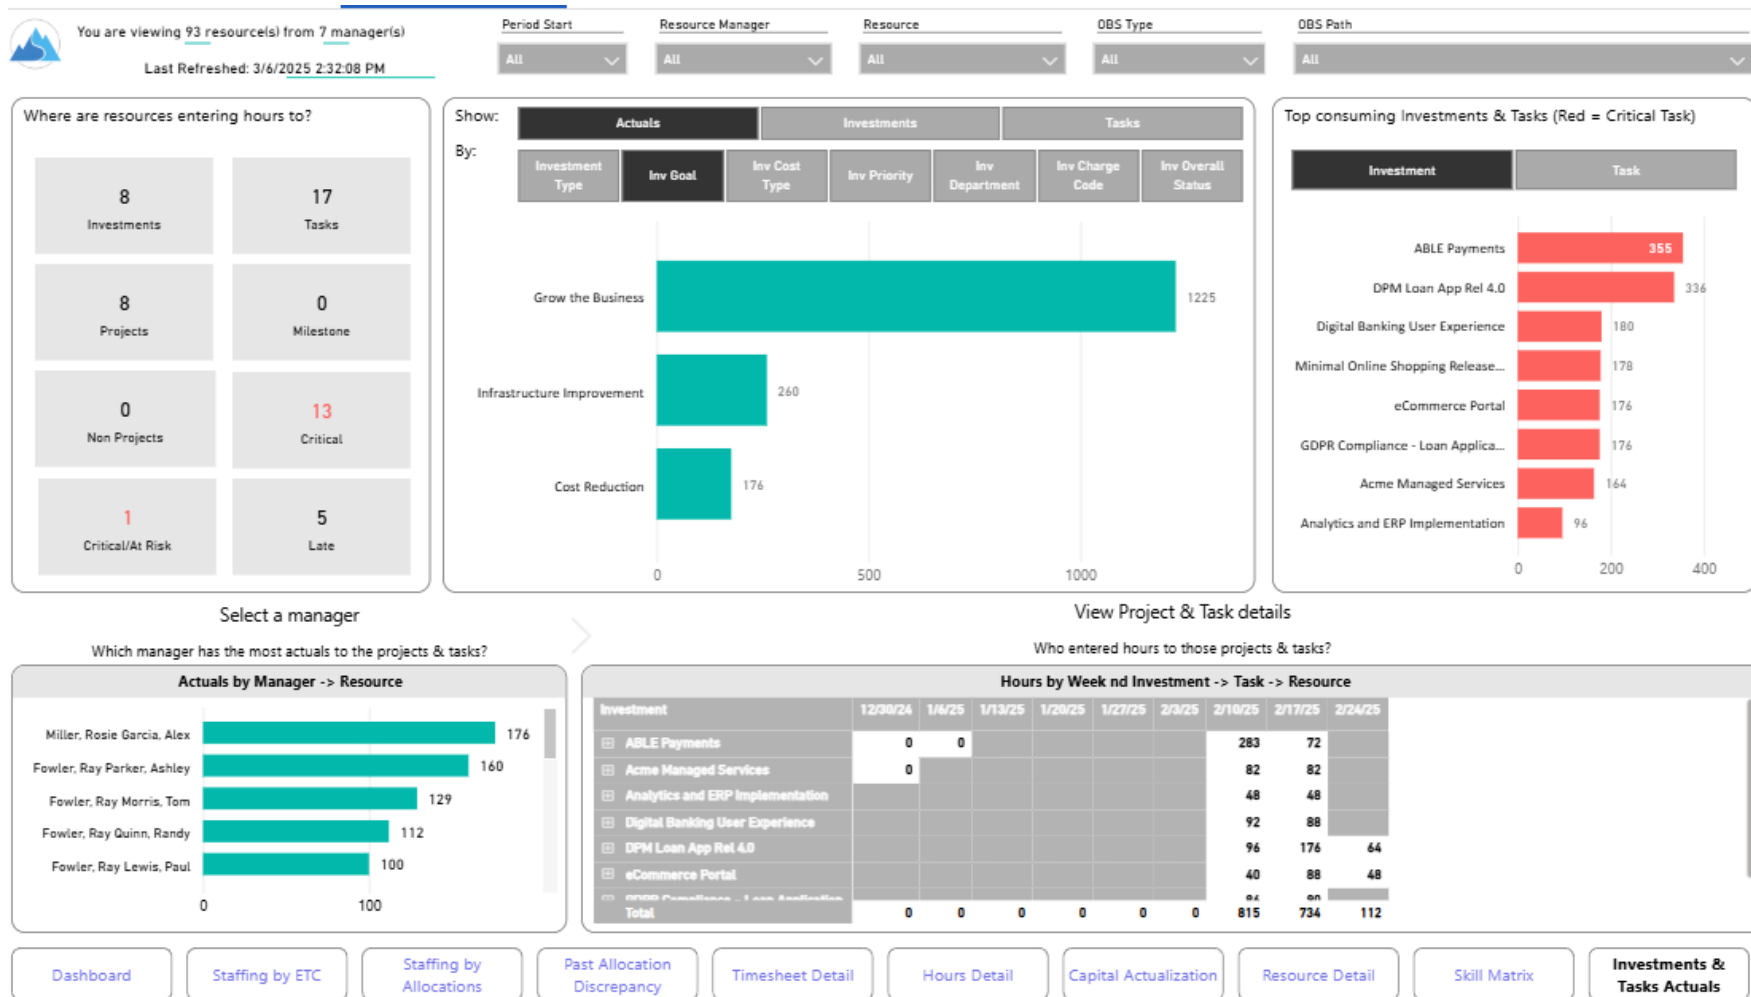 You are viewing 93 resource(s) from 7 manager(s)
Last Refreshed: 3/6/2025 2:32:08 PM
Period Start
All
Resource Manager
All
Resource
All
OBS Type
All
OBS Path
All
Where are resources entering hours to?
8
Investments
17
Tasks
8
Projects
0
Milestone
0
Non Projects
13
Critical
1
Critical/At Risk
5
Late
Show:
Actuals
Investments
Tasks
By:
Investment
Type
Inv Goal
Inv Cost
Type
Inv Priority
Inv
Department
Inv Charge
Code
Inv Overall
Status
Grow the Business 1225
Infrastructure Improvement 260
Cost Reduction 176
0 500 1000
Top consuming Investments & Tasks (Red = Critical Task)
Investment
Task
ABLE Payments 355
DPM Loan App Rel 4.0 336
Digital Banking User Experience 180
Minimal Online Shopping Release... 178
eCommerce Portal 176
GDPR Compliance - Loan Applica... 176
Acme Managed Services 164
Analytics and ERP Implementation 96
0 200 400
Select a manager
View Project & Task details
Which manager has the most actuals to the projects & tasks?
Who entered hours to those projects & tasks?
Actuals by Manager -> Resource
Miller, Rosie Garcia, Alex 176
Fowler, Ray Parker, Ashley 160
Fowler, Ray Morris, Tom 129
Fowler, Ray Quinn, Randy 112
Fowler, Ray Lewis, Paul 100
0 100
Hours by Week nd Investment -> Task -> Resource
Investment 12/30/24 1/6/25 1/13/25 1/20/25 1/27/25 2/3/25 2/10/25 2/17/25 2/24/25
ABLE Payments 0 0 283 72
Acme Managed Services 0 82 82
Analytics and ERP Implementation 48 48
Digital Banking User Experience 92 88
DPM Loan App Rel 4.0 96 176 64
eCommerce Portal 40 88 48
GDPR Compliance - Loan Application
Total 0 0 0 0 0 0 815 734 112
Dashboard
Staffing by ETC
Staffing by
Allocations
Past Allocation
Discrepancy
Timesheet Detail
Hours Detail
Capital Actualization
Resource Detail
Skill Matrix
Investments &
Tasks Actuals